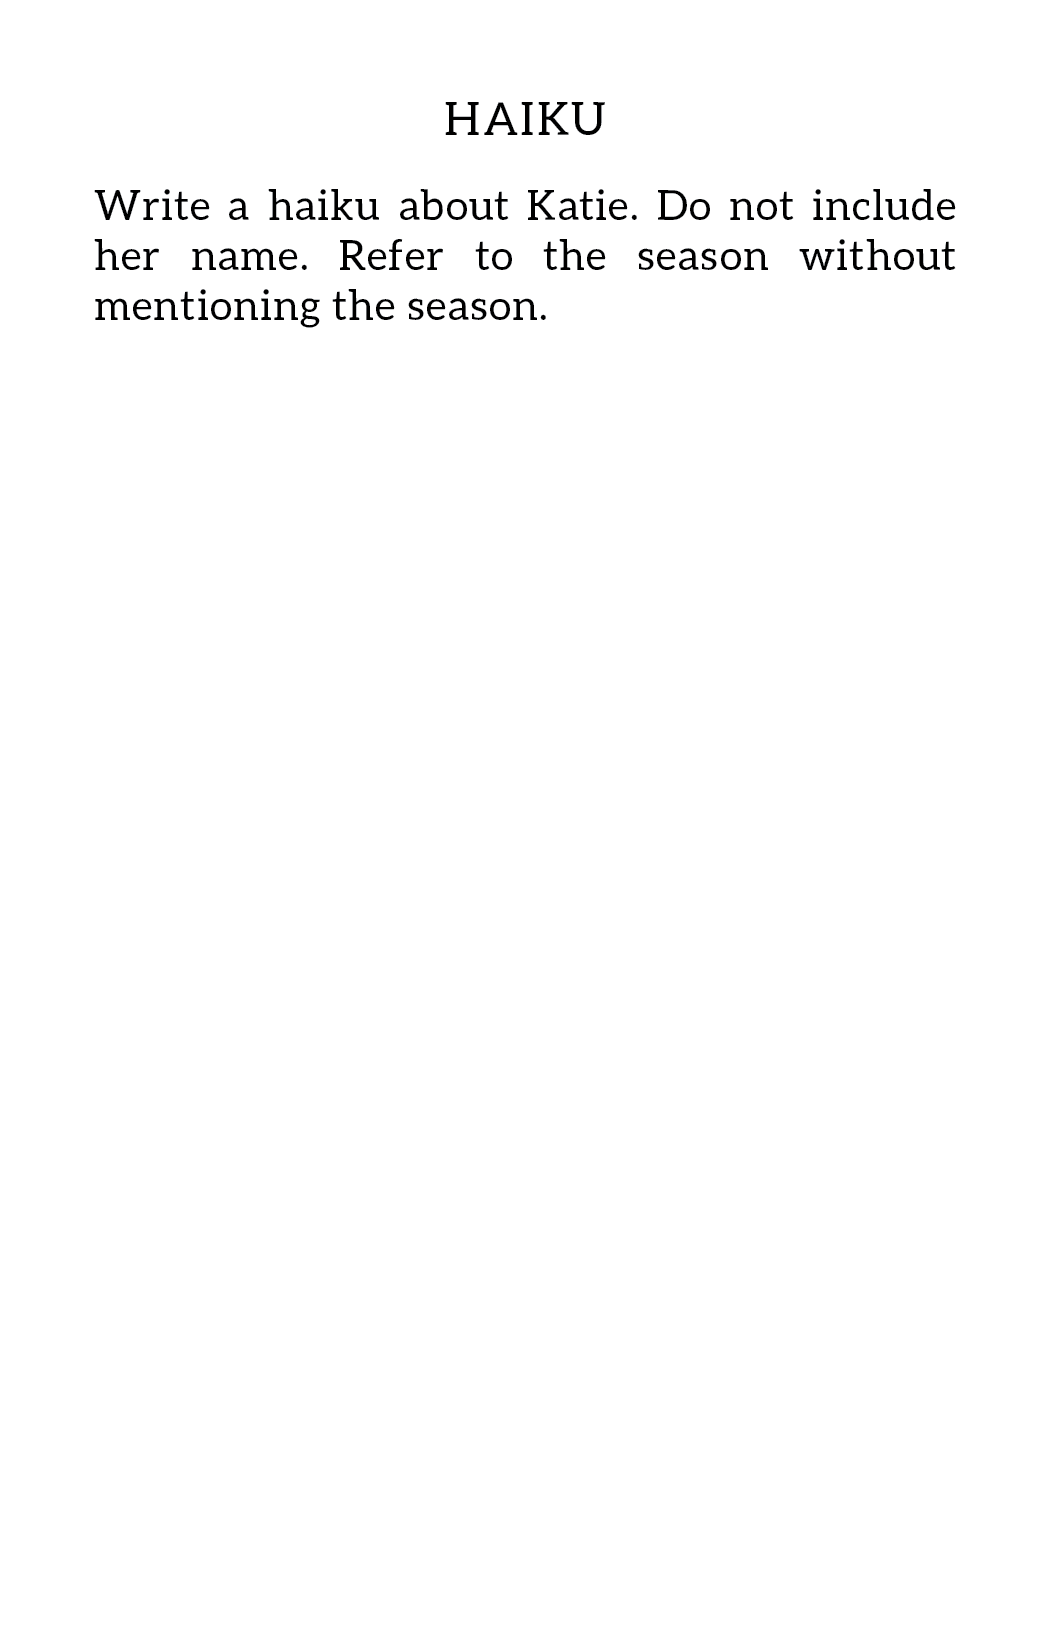 HAIKU
Write a haiku about Katie. Do not include
her name. Refer to the season without
mentioning the season.